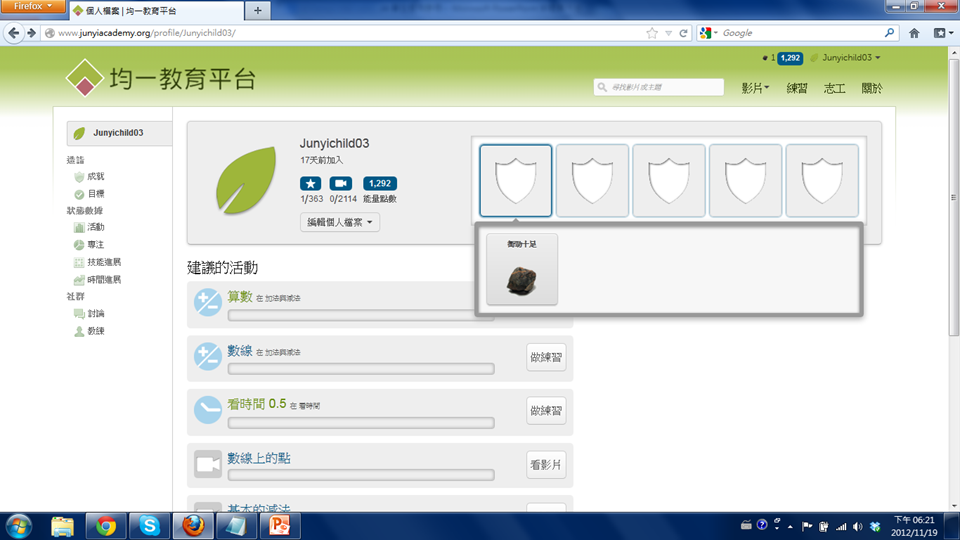 Firefox
個人檔案 | 均一教育平台
www.junyiacademy.org/profile/Junyichild03/
Google
1 1,292 Junyichild03
均一教育平台
尋找影片或主題
影片 練習 志工 關於
Junyichild03
造詣
成就
目標
狀態數據
活動
專注
技能進展
時間進展
社群
討論
教練
Junyichild03
17天前加入
1,292
1/363 0/2114 能量點數
編輯個人檔案
衝勁十足
建議的活動
算數 在 加法與減法
數線 在 加法與減法
做練習
看時間 0.5 在 看時間
做練習
數線上的點
看影片
基本的減法
下午 06:21
2012/11/19